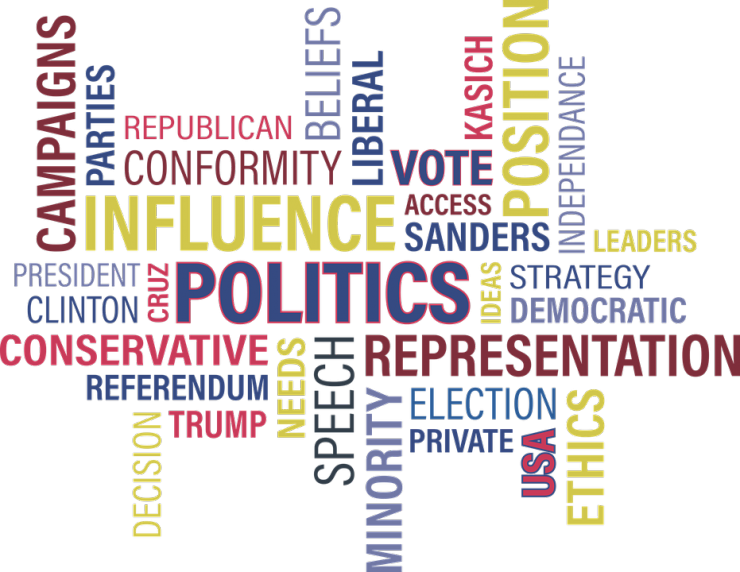 CAMPAIGNS
PARTIES
REPUBLICAN
CONFORMITY
BELIEFS
LIBERAL
KASICH
POSITION
INDEPENDANCE
VOTE
ACCESS
INFLUENCE
SANDERS
LEADERS
PRESIDENT
CLINTON
CRUZ
POLITICS
IDEAS
STRATEGY
DEMOCRATIC
CONSERVATIVE
REFERENDUM
NEEDS
SPEECH
REPRESENTATION
TRUMP
DECISION
MINORITY
ELECTION
PRIVATE
USA
ETHICS